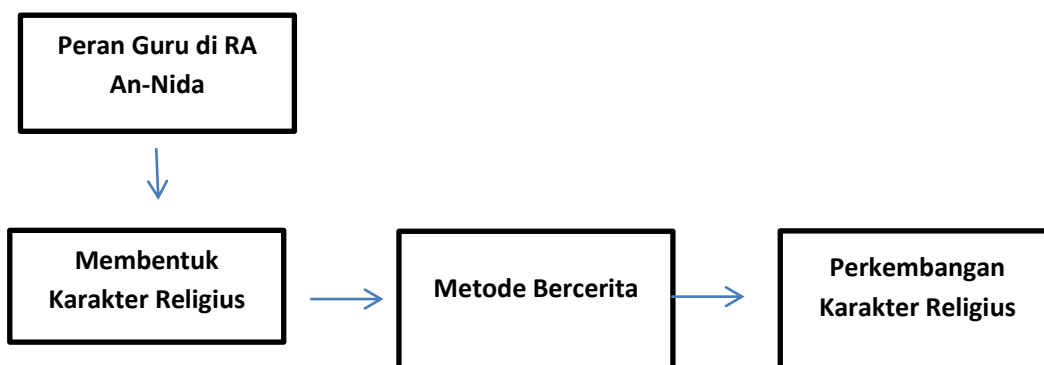 Peran Guru di RA
An-Nida
Membentuk
Karakter Religius
Metode Bercerita
Perkembangan
Karakter Religius